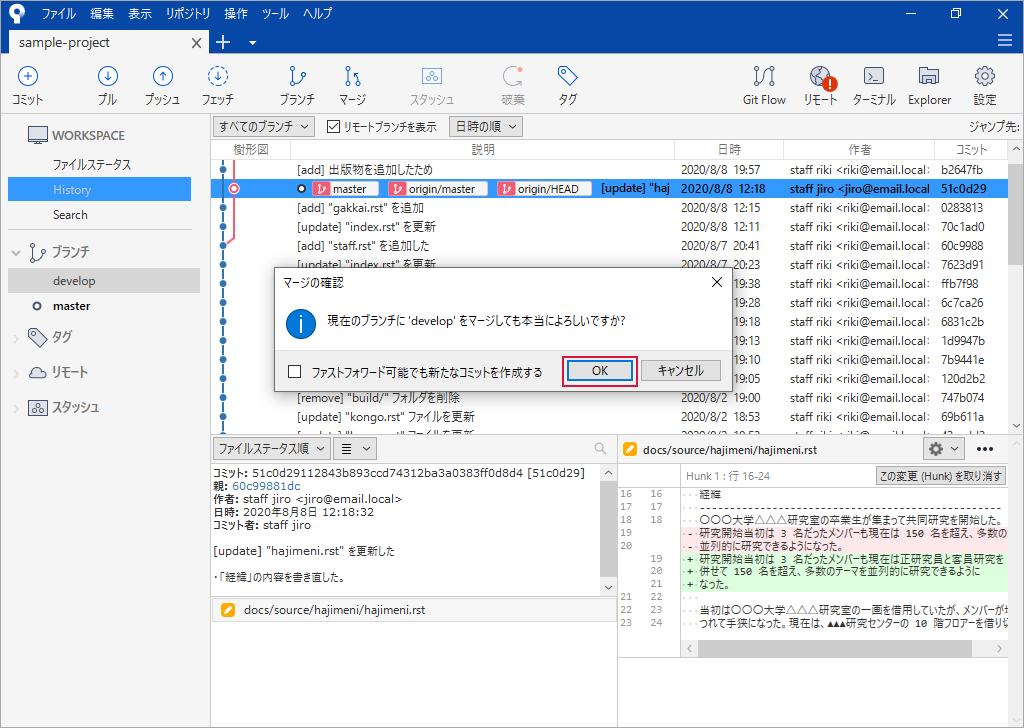 ファイル 編集 表示 リポジトリ 操作 ツール ヘルプ
sample-project
コミット プル プッシュ フェッチ ブランチ マージ スタッシュ 破棄 タグ Git Flow リモート ターミナル Explorer 設定
WORKSPACE
ファイルステータス
History
Search
ブランチ
develop
master
タグ
リモート
スタッシュ
すべてのブランチ リモートブランチを表示 日時の順 ジャンプ先:
樹形図 説明 日時 作者 コミット
[add] 出版物を追加したため 2020/8/8 19:57 staff riki <riki@email.local> b2647fb
master origin/master origin/HEAD [update] "haj 2020/8/8 12:18 staff jiro <jiro@email.local 51c0d29
[add] "gakkai.rst" を追加 2020/8/8 12:15 staff riki <riki@email.local> 0283813
[update] "index.rst" を更新 2020/8/8 12:11 staff riki <riki@email.local> 70c1ad0
[add] "staff.rst" を追加した 2020/8/7 20:41 staff riki <riki@email.local> 60c9988
[update] "index.rst" を更新 2020/8/7 20:23 staff riki <riki@email.local> 7623d91
19:38 staff riki <riki@email.local> ffb7f98
19:28 staff riki <riki@email.local> 6c7ca26
19:18 staff riki <riki@email.local> 6831c2b
19:13 staff riki <riki@email.local> 1d9947b
19:10 staff riki <riki@email.local> 7b9441e
18:35 staff riki <riki@email.local> 120d2b2
[remove] "build/" フォルダを削除 2020/8/2 19:00 staff riki <riki@email.local> 747b074
[update] "kongo.rst" ファイルを更新 2020/8/2 18:53 staff riki <riki@email.local> 69b611a
マージの確認
現在のブランチに 'develop' をマージしても本当によろしいですか?
ファストフォワード可能でも新たなコミットを作成する
OK キャンセル
ファイルステータス順
コミット: 51c0d29112843b893ccd74312ba3a0383ff0d8d4 [51c0d29]
親: 60c99881dc
作者: staff jiro <jiro@email.local>
日時: 2020年8月8日 12:18:32
コミット者: staff jiro
[update] "hajimeni.rst" を更新した
・「経緯」の内容を書き直した。
docs/source/hajimeni/hajimeni.rst
docs/source/hajimeni/hajimeni.rst
Hunk 1 : 行 16-24 この変更 (Hunk) を取り消す
16 16 経緯
17 17 ----------------------------------------
18 18 〇〇〇大学△△△研究室の卒業生が集まって共同研究を開始した。
19 - 研究開始当初は 3 名だったメンバーも現在は 150 名を超え、多数の
20 - 並列的に研究できるようになった。
19 + 研究開始当初は 3 名だったメンバーも現在は正研究員と客員研究を
20 + 併せて 150 名を超え、多数のテーマを並列的に研究できるように
21 + なった。
21 22
22 23 当初は〇〇〇大学△△△研究室の一画を借用していたが、メンバーが
23 24 つれて手狭になった。現在は、▲▲▲研究センターの 10 階フロアーを借り